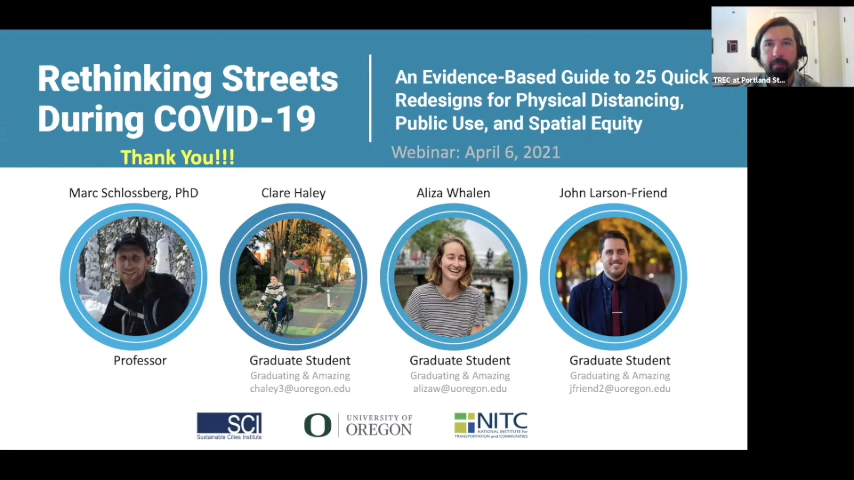 Rethinking Streets
During COVID-19
Thank You!!!
An Evidence-Based Guide to 25 Quick
Redesigns for Physical Distancing,
Public Use, and Spatial Equity
Webinar: April 6, 2021
TREC at Portland St...
Marc Schlossberg, PhD
Clare Haley
Aliza Whalen
John Larson-Friend
Professor
Graduate Student
Graduating & Amazing
chaley3@uoregon.edu
Graduate Student
Graduating & Amazing
alizaw@uoregon.edu
Graduate Student
Graduating & Amazing
jfriend2@uoregon.edu
SCI
Sustainable Cities Institute
O
UNIVERSITY OF
OREGON
NITC
NATIONAL INSTITUTE for
TRANSPORTATION and COMMUNITIES